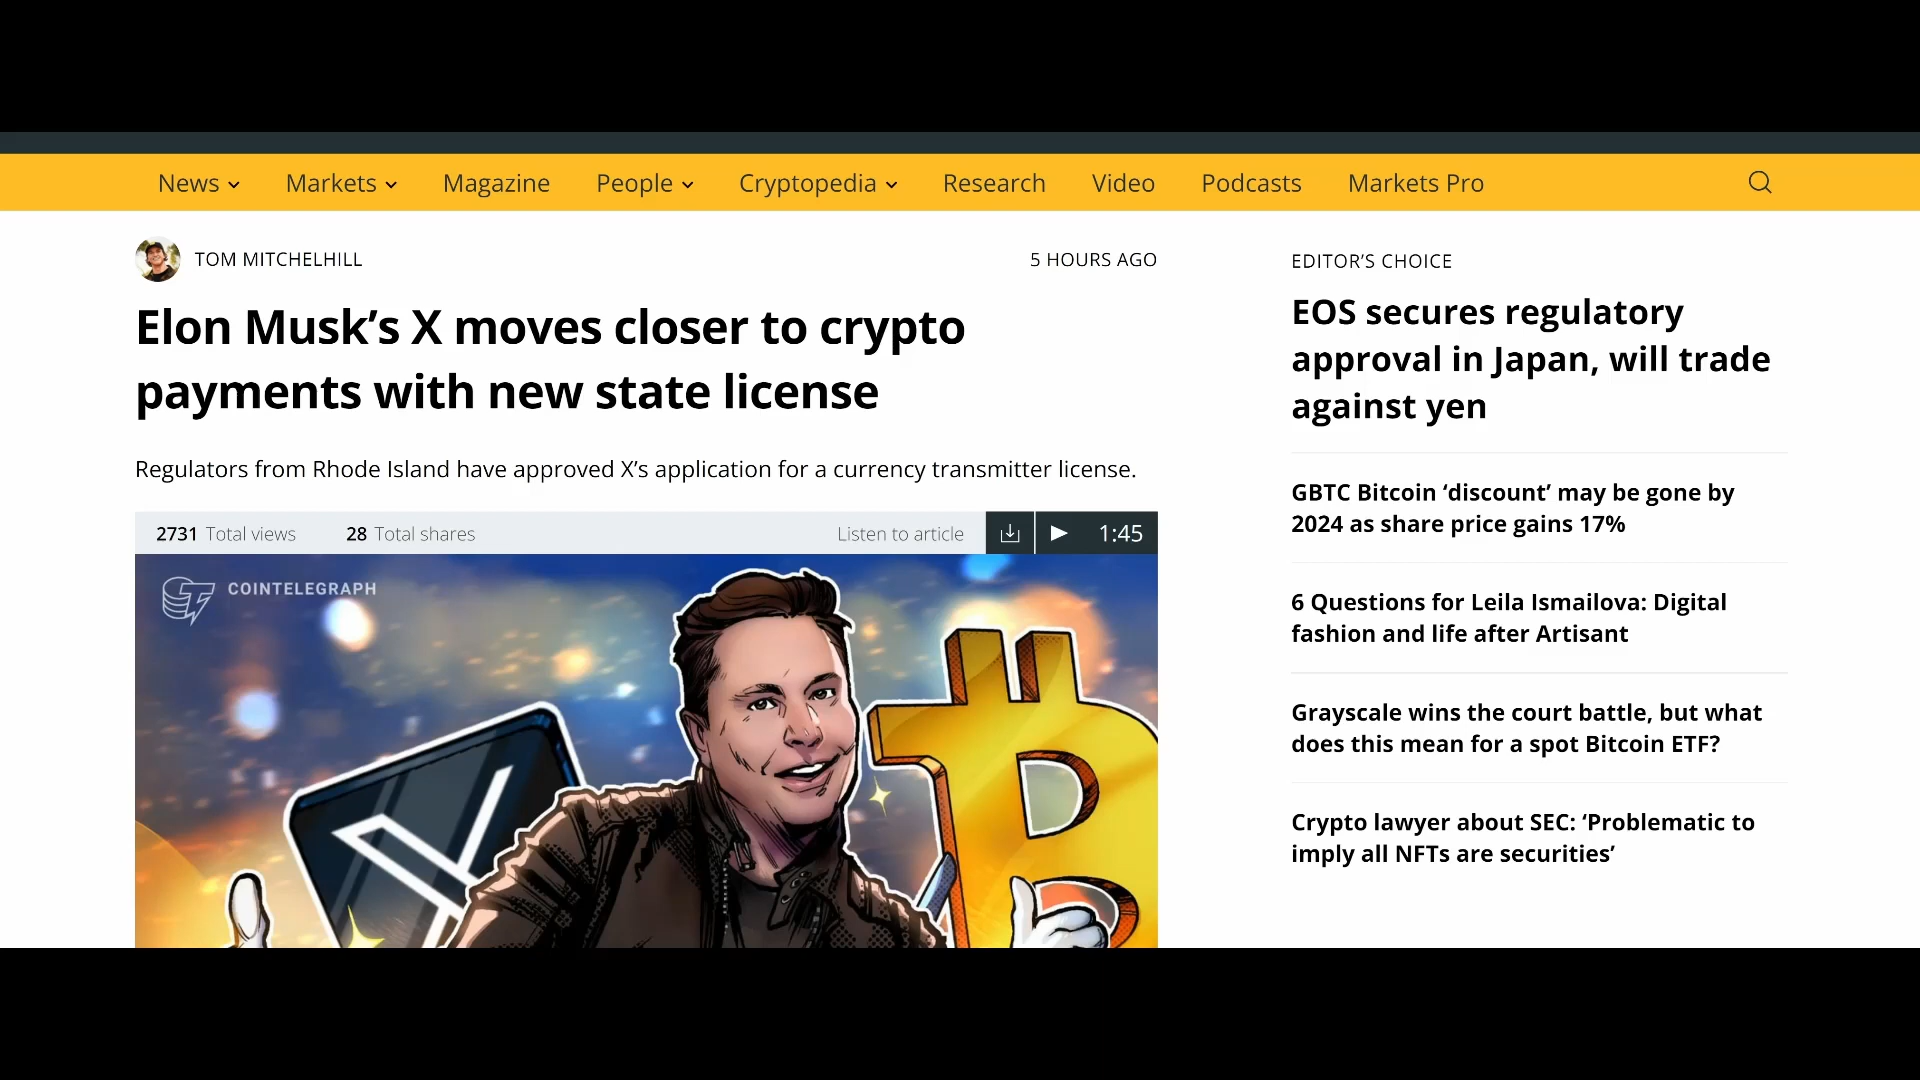 News
Markets
Magazine
People
Cryptopedia
Research
Video
Podcasts
Markets Pro
TOM MITCHELHILL
5 HOURS AGO
Elon Musk’s X moves closer to crypto
payments with new state license
Regulators from Rhode Island have approved X’s application for a currency transmitter license.
2731 Total views
28 Total shares
Listen to article
1:45
COINTELEGRAPH
EDITOR’S CHOICE
EOS secures regulatory
approval in Japan, will trade
against yen
GBTC Bitcoin ‘discount’ may be gone by
2024 as share price gains 17%
6 Questions for Leila Ismailova: Digital
fashion and life after Artisant
Grayscale wins the court battle, but what
does this mean for a spot Bitcoin ETF?
Crypto lawyer about SEC: ‘Problematic to
imply all NFTs are securities’